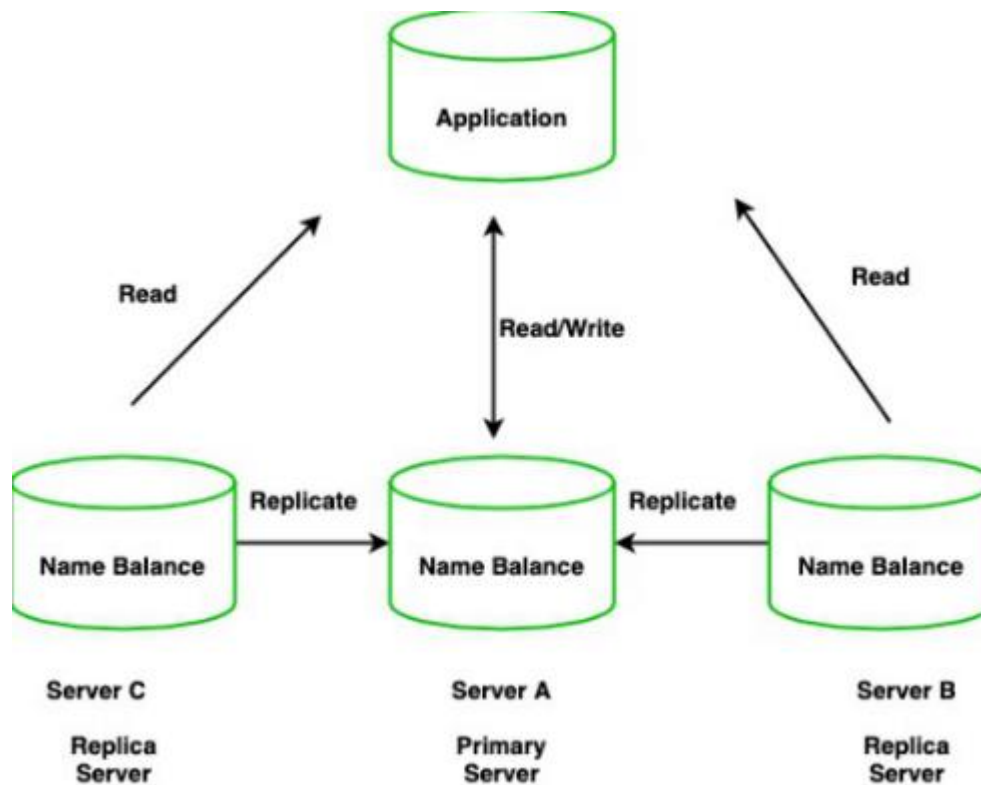 Application
Read
Read
Read/Write
Replicate
Replicate
Name Balance
Name Balance
Name Balance
Server C
Server A
Server B
Replica
Server
Primary
Server
Replica
Server